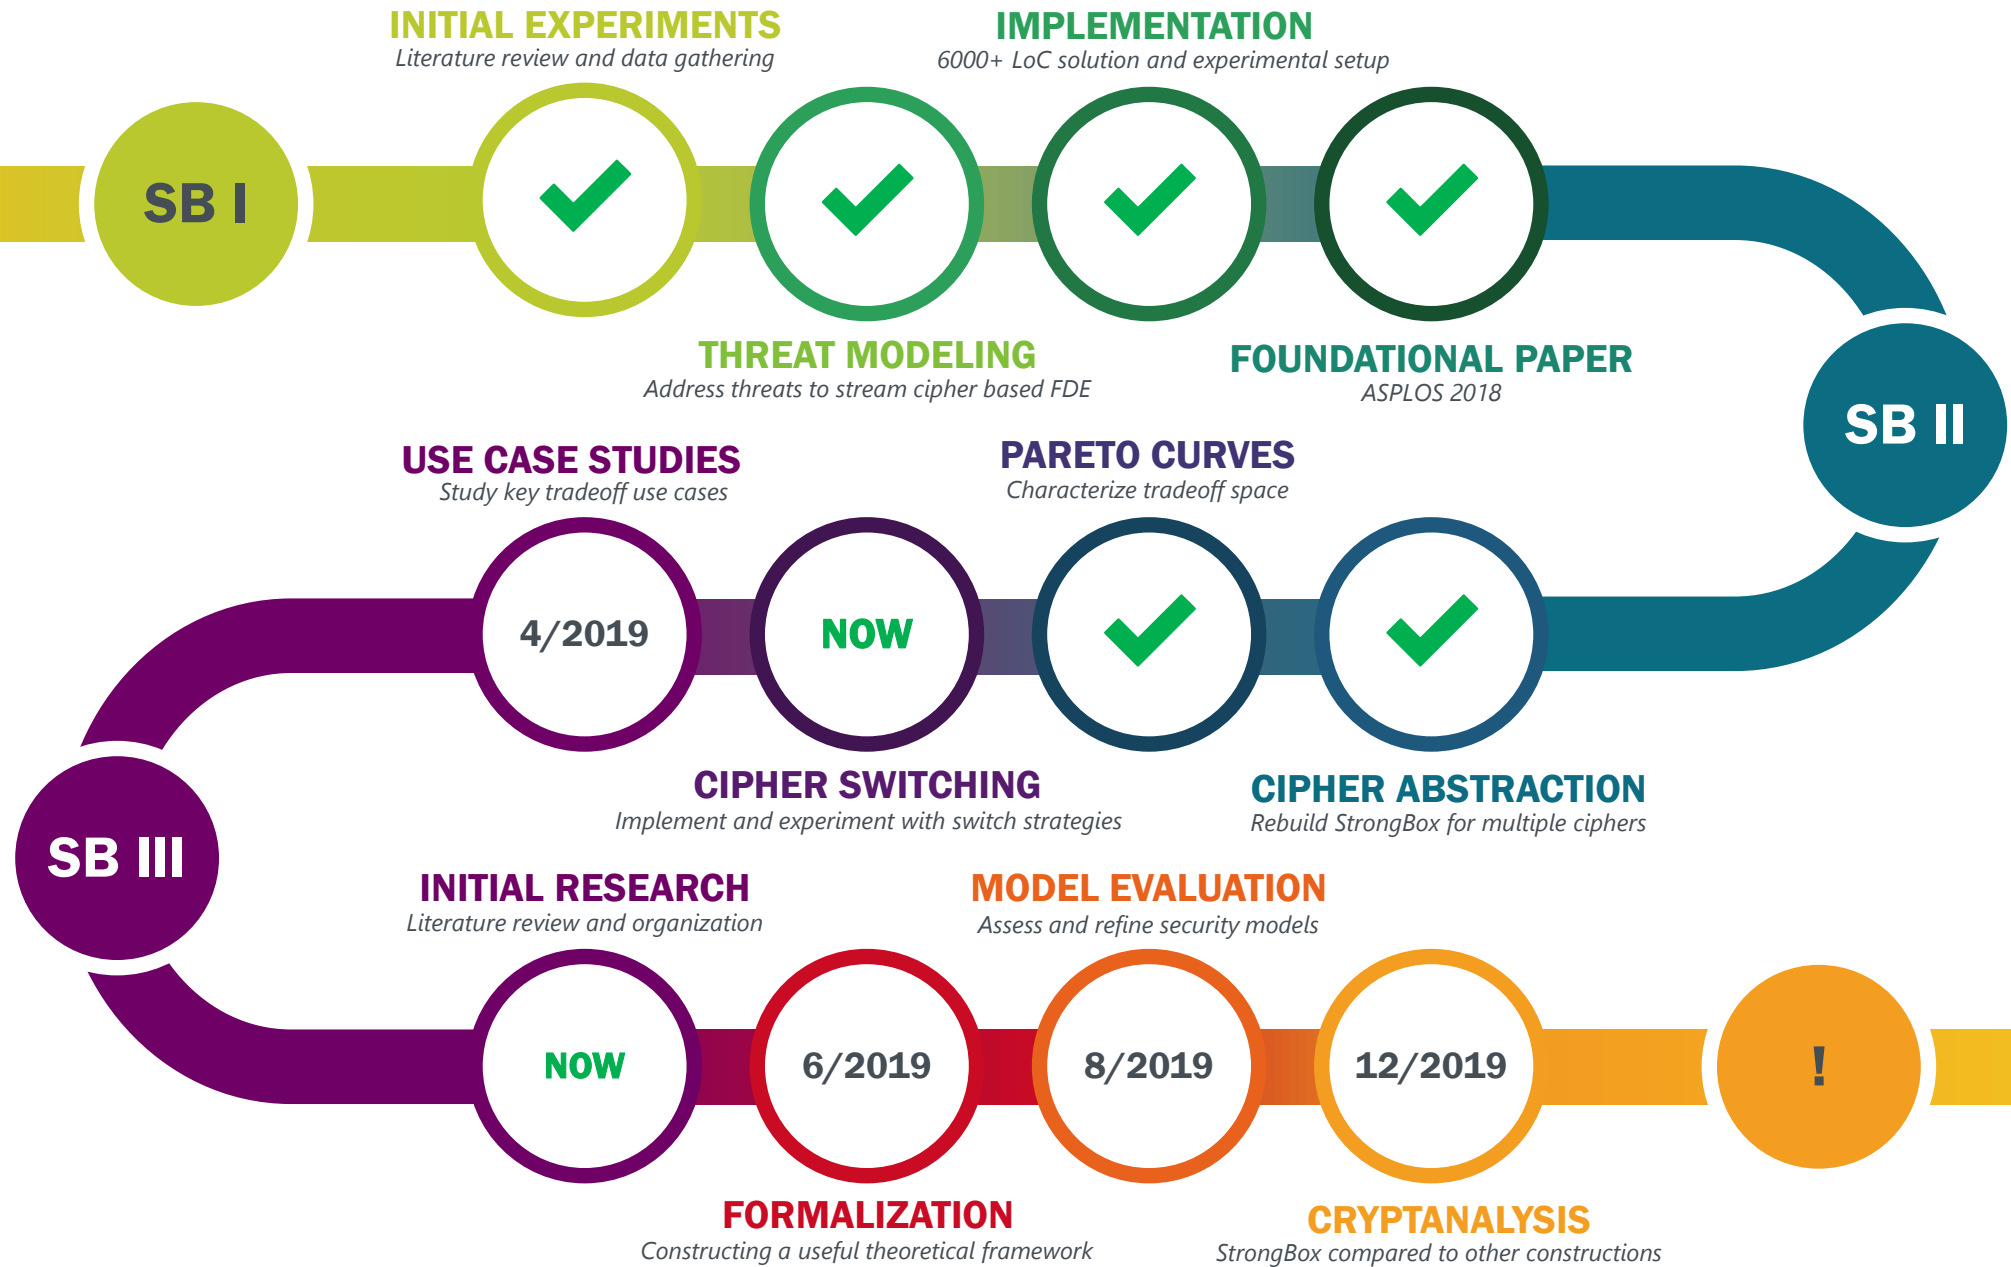 INITIAL EXPERIMENTS
Literature review and data gathering
IMPLEMENTATION
6000+ LoC solution and experimental setup
SB I
THREAT MODELING
Address threats to stream cipher based FDE
FOUNDATIONAL PAPER
ASPLOS 2018
SB II
USE CASE STUDIES
Study key tradeoff use cases
PARETO CURVES
Characterize tradeoff space
4/2019
NOW
CIPHER SWITCHING
Implement and experiment with switch strategies
CIPHER ABSTRACTION
Rebuild StrongBox for multiple ciphers
SB III
INITIAL RESEARCH
Literature review and organization
MODEL EVALUATION
Assess and refine security models
NOW
6/2019
8/2019
12/2019
!
FORMALIZATION
Constructing a useful theoretical framework
CRYPTANALYSIS
StrongBox compared to other constructions